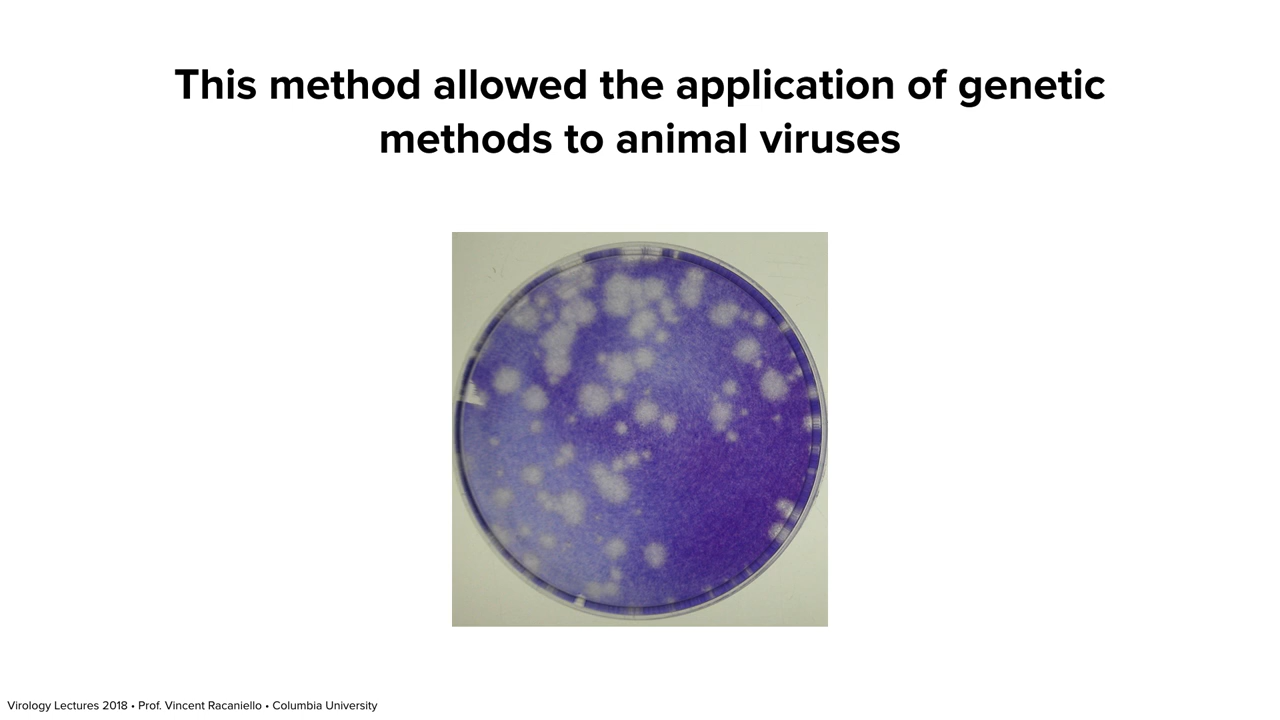 This method allowed the application of genetic
methods to animal viruses
Virology Lectures 2018 • Prof. Vincent Racaniello • Columbia University